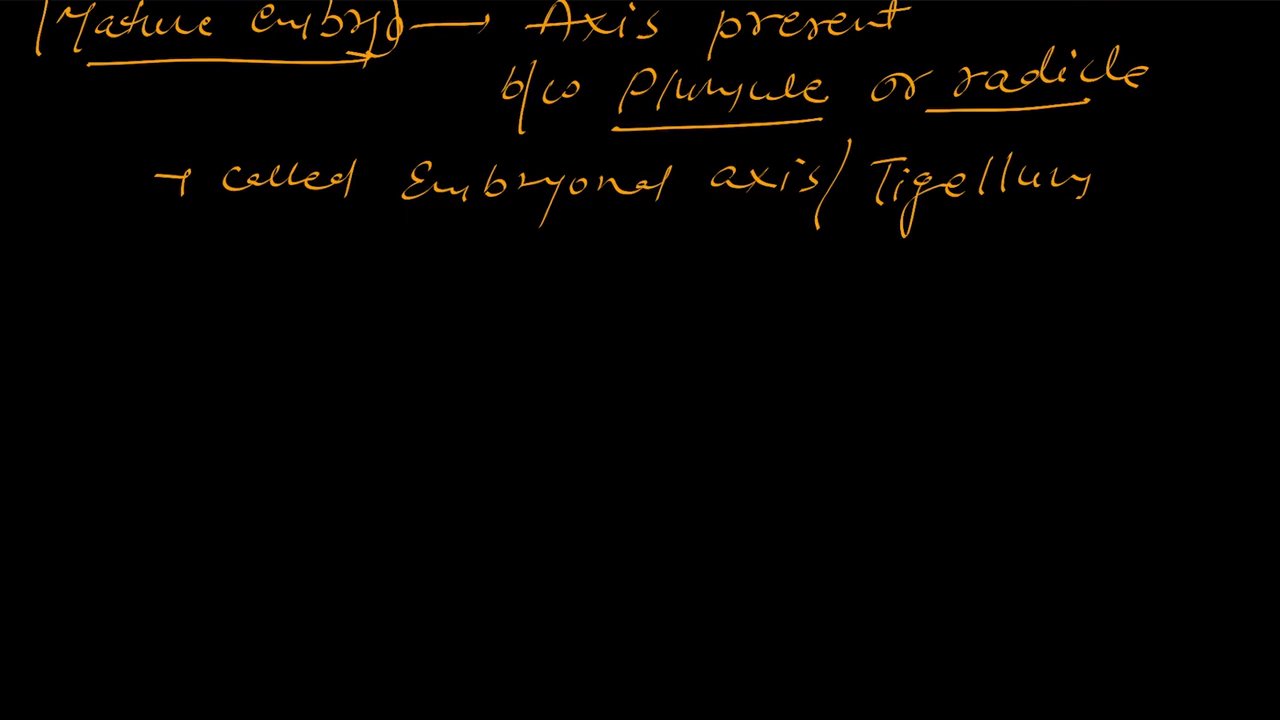 Mature embryo → Axis present
b/w Plumule or radicle
→ called Embryonal axis/Tigellum